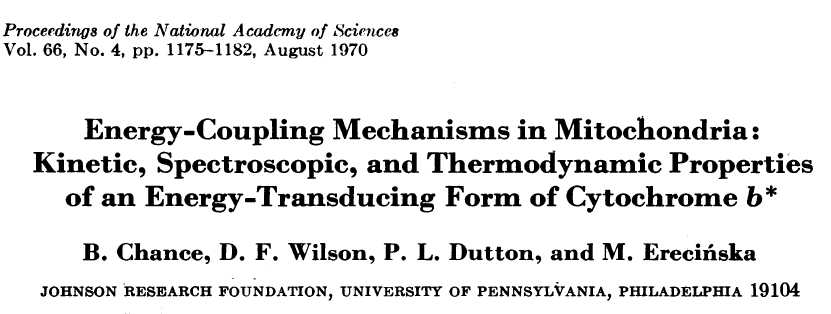 Proceedings of the National Academy of Sciences
Vol. 66, No. 4, pp. 1175–1182, August 1970
Energy-Coupling Mechanisms in Mitochondria:
Kinetic, Spectroscopic, and Thermodynamic Properties
of an Energy-Transducing Form of Cytochrome b*
B. Chance, D. F. Wilson, P. L. Dutton, and M. Erecińska
JOHNSON RESEARCH FOUNDATION, UNIVERSITY OF PENNSYLVANIA, PHILADELPHIA 19104